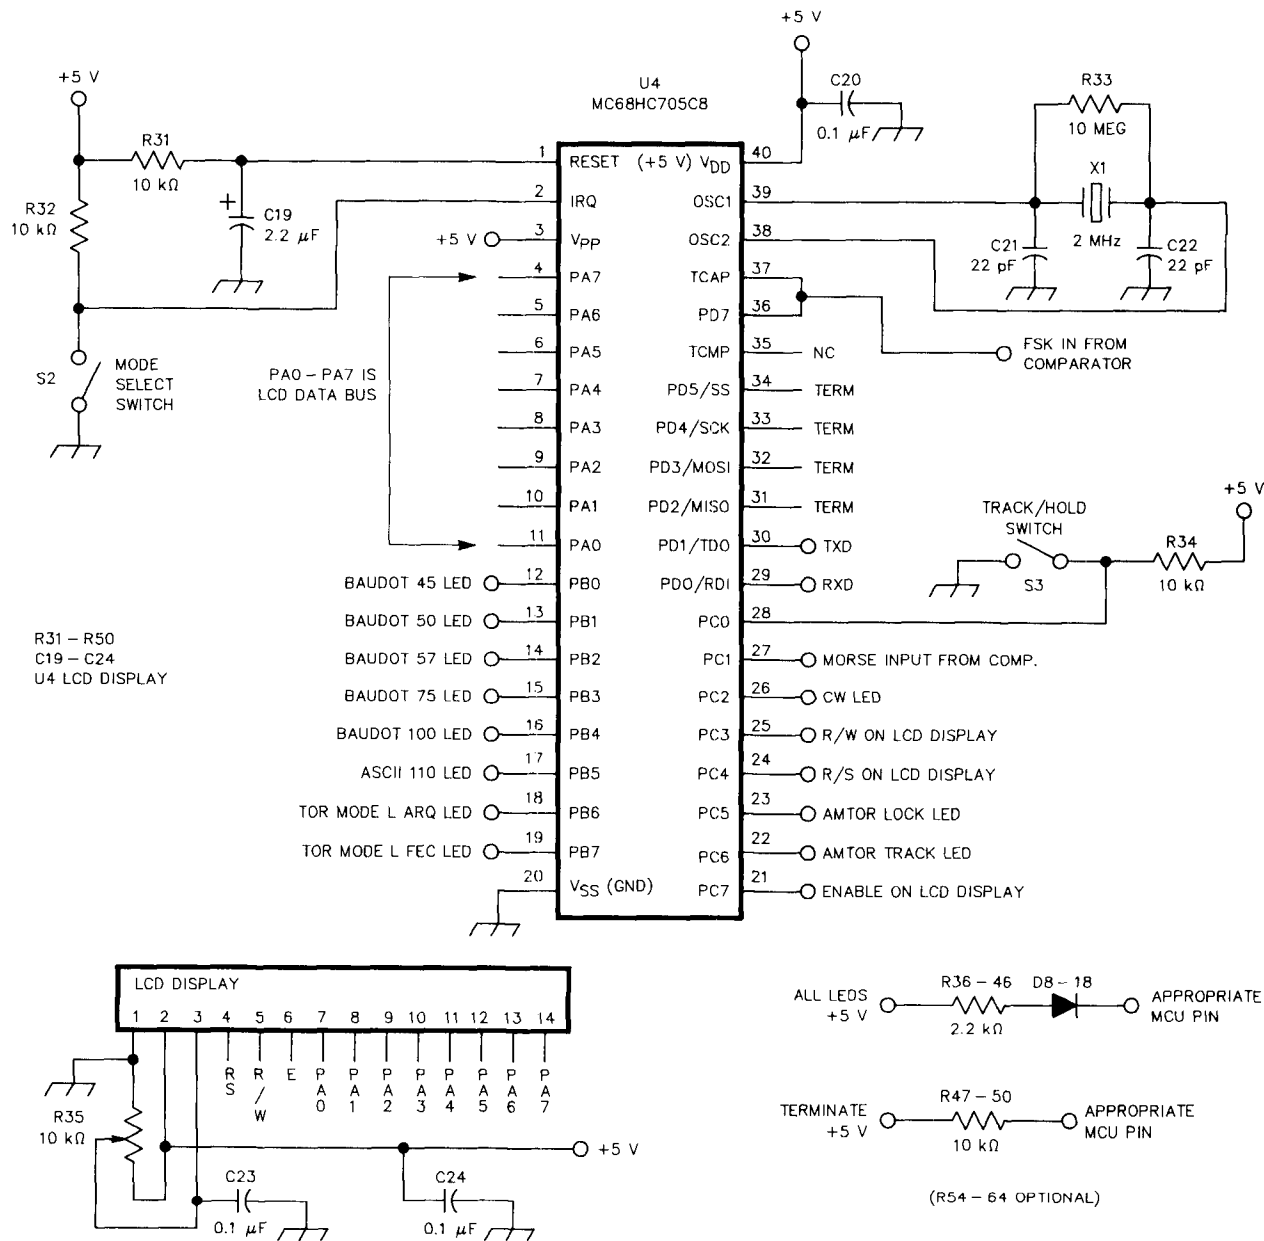 +5 V
+5 V
U4
MC68HC705C8
C20
0.1 µF
R33
10 MEG
R31
10 kΩ
1 RESET (+5 V) VDD 40
X1
R32
10 kΩ
+
C19
2.2 µF
2 IRQ OSC1 39
+5 V 3 VPP OSC2 38
C21
22 pF
2 MHz
C22
22 pF
4 PA7 TCAP 37
5 PA6 PD7 36
6 PA5 TCMP 35 NC
FSK IN FROM
COMPARATOR
S2
MODE
SELECT
SWITCH
PA0-PA7 IS
LCD DATA BUS
7 PA4 PD5/SS 34 TERM
8 PA3 PD4/SCK 33 TERM
9 PA2 PD3/MOSI 32 TERM
10 PA1 PD2/MISO 31 TERM
11 PA0 PD1/TDO 30 TXD
TRACK/HOLD
SWITCH
+5 V
R34
10 kΩ
S3
BAUDOT 45 LED 12 PB0 PD0/RDI 29 RXD
BAUDOT 50 LED 13 PB1 PC0 28
R31-R50
C19-C24
U4 LCD DISPLAY
BAUDOT 57 LED 14 PB2 PC1 27 MORSE INPUT FROM COMP.
BAUDOT 75 LED 15 PB3 PC2 26 CW LED
BAUDOT 100 LED 16 PB4 PC3 25 R/W ON LCD DISPLAY
ASCII 110 LED 17 PB5 PC4 24 R/S ON LCD DISPLAY
TOR MODE L ARQ LED 18 PB6 PC5 23 AMTOR LOCK LED
TOR MODE L FEC LED 19 PB7 PC6 22 AMTOR TRACK LED
20 VSS (GND) PC7 21 ENABLE ON LCD DISPLAY
LCD DISPLAY
1 2 3 4 5 6 7 8 9 10 11 12 13 14
RS R/W E PA0 PA1 PA2 PA3 PA4 PA5 PA6 PA7
R35
10 kΩ
+5 V
C23
0.1 µF
C24
0.1 µF
ALL LEDS
+5 V
R36-46
2.2 kΩ
D8-18
APPROPRIATE
MCU PIN
TERMINATE
+5 V
R47-50
10 kΩ
APPROPRIATE
MCU PIN
(R54-64 OPTIONAL)